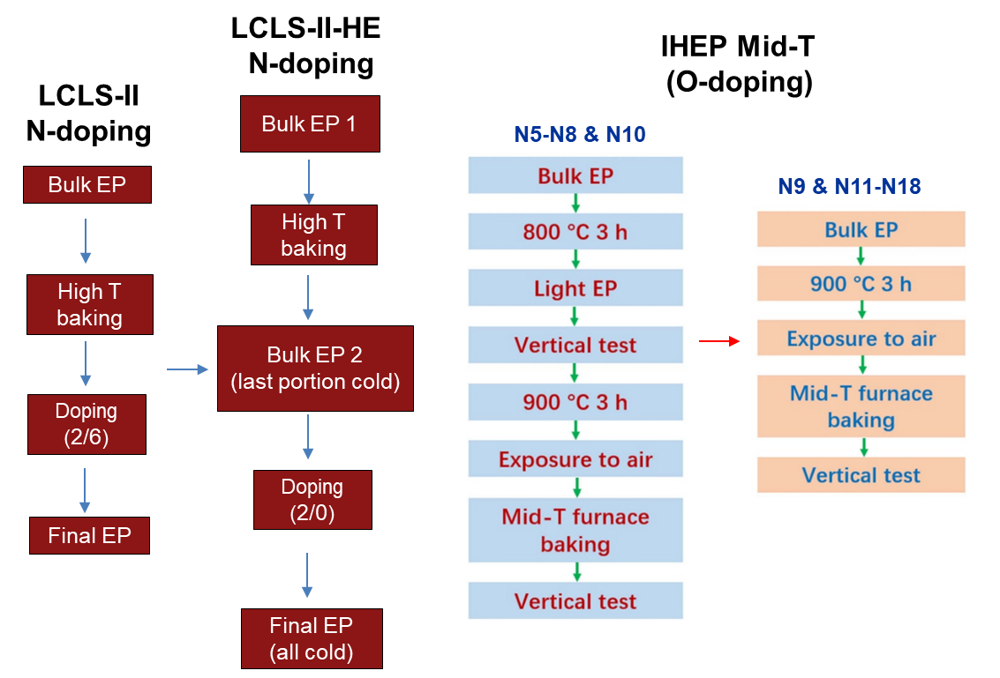 LCLS-II
N-doping
Bulk EP
High T
baking
Doping
(2/6)
Final EP
LCLS-II-HE
N-doping
Bulk EP 1
High T
baking
Bulk EP 2
(last portion cold)
Doping
(2/0)
Final EP
(all cold)
IHEP Mid-T
(O-doping)
N5-N8 & N10
Bulk EP
800 °C 3 h
Light EP
Vertical test
900 °C 3 h
Exposure to air
Mid-T furnace
baking
Vertical test
N9 & N11-N18
Bulk EP
900 °C 3 h
Exposure to air
Mid-T furnace
baking
Vertical test